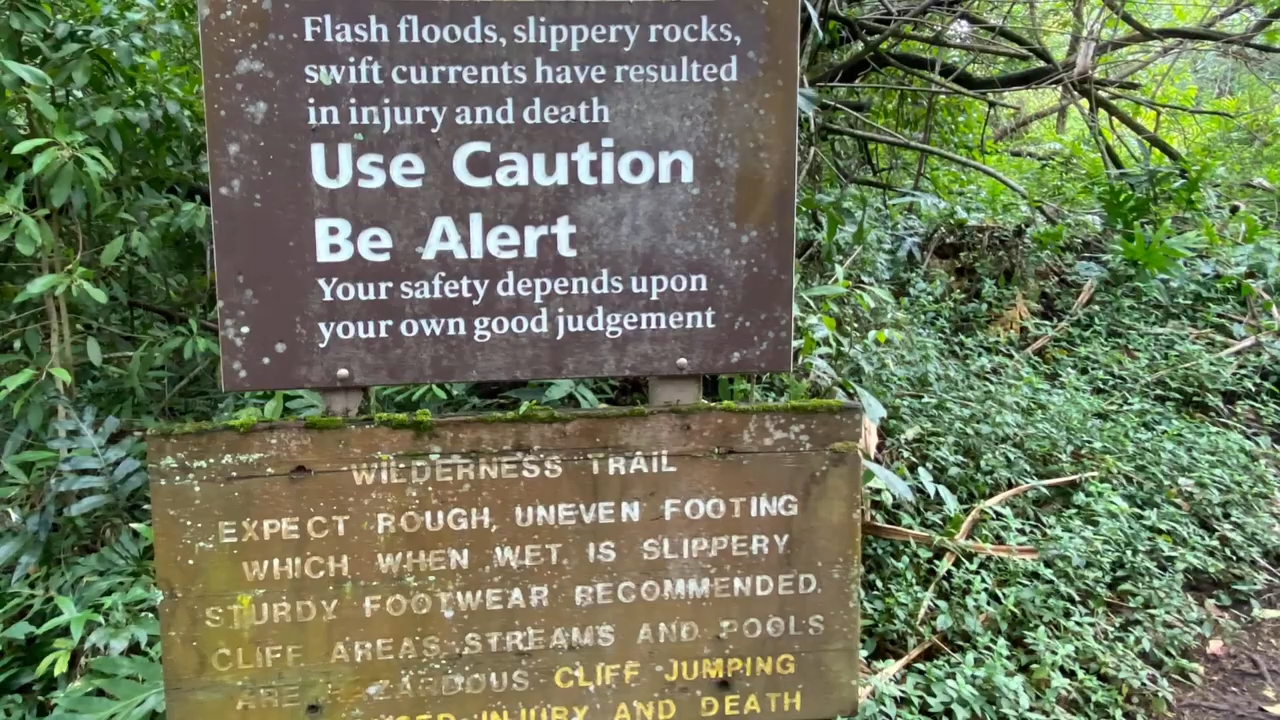 Flash floods, slippery rocks,
swift currents have resulted
in injury and death
Use Caution
Be Alert
Your safety depends upon
your own good judgement
WILDERNESS TRAIL
EXPECT ROUGH, UNEVEN FOOTING
WHICH WHEN WET, IS SLIPPERY
STURDY FOOTWEAR RECOMMENDED.
CLIFF AREAS STREAMS AND POOLS
ARE HAZARDOUS CLIFF JUMPING
INJURY AND DEATH